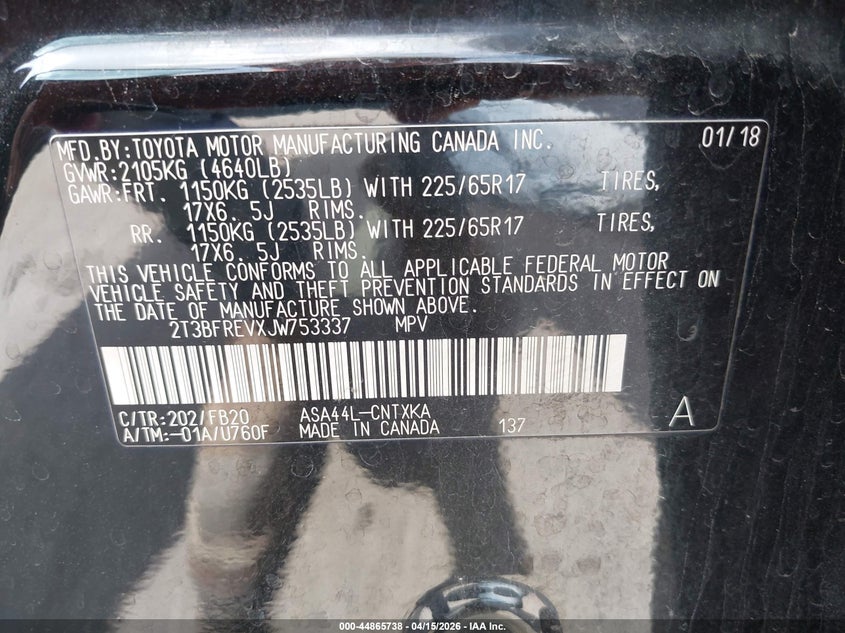 MFD.BY:TOYOTA MOTOR MANUFACTURING CANADA INC. 01/18
GVWR:2105KG (4640LB)
GAWR:FRT. 1150KG (2535LB) WITH 225/65R17 TIRES,
17X6. 5J RIMS.
RR. 1150KG (2535LB) WITH 225/65R17 TIRES,
17X6. 5J RIMS.
THIS VEHICLE CONFORMS TO ALL APPLICABLE FEDERAL MOTOR
VEHICLE SAFETY AND THEFT PREVENTION STANDARDS IN EFFECT ON
THE DATE OF MANUFACTURE SHOWN ABOVE.
2T3BFREVXJW753337 MPV
C/TR:202/FB20 ASA44L-CNTXKA A
A/TM:-01A/U760F MADE IN CANADA 137
000-44865738 - 04/15/2026 - IAA Inc.